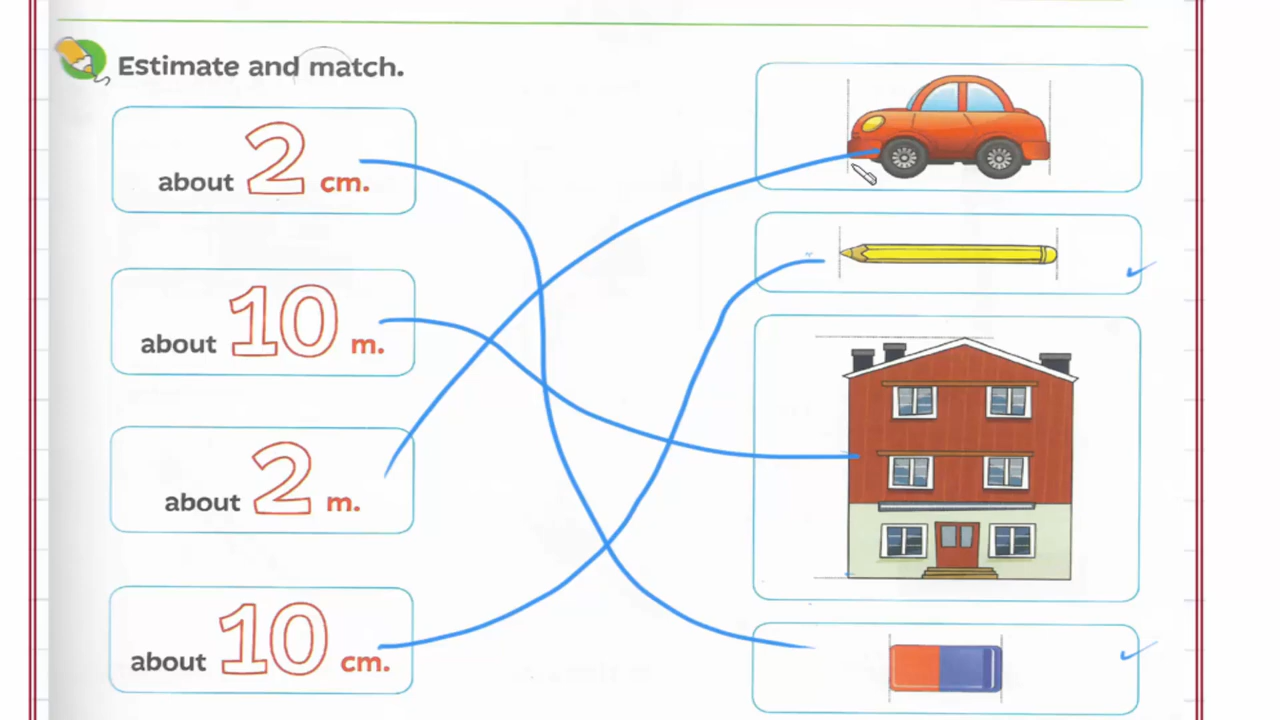 Estimate and match.
about 2 cm.
about 10 m.
about 2 m.
about 10 cm.